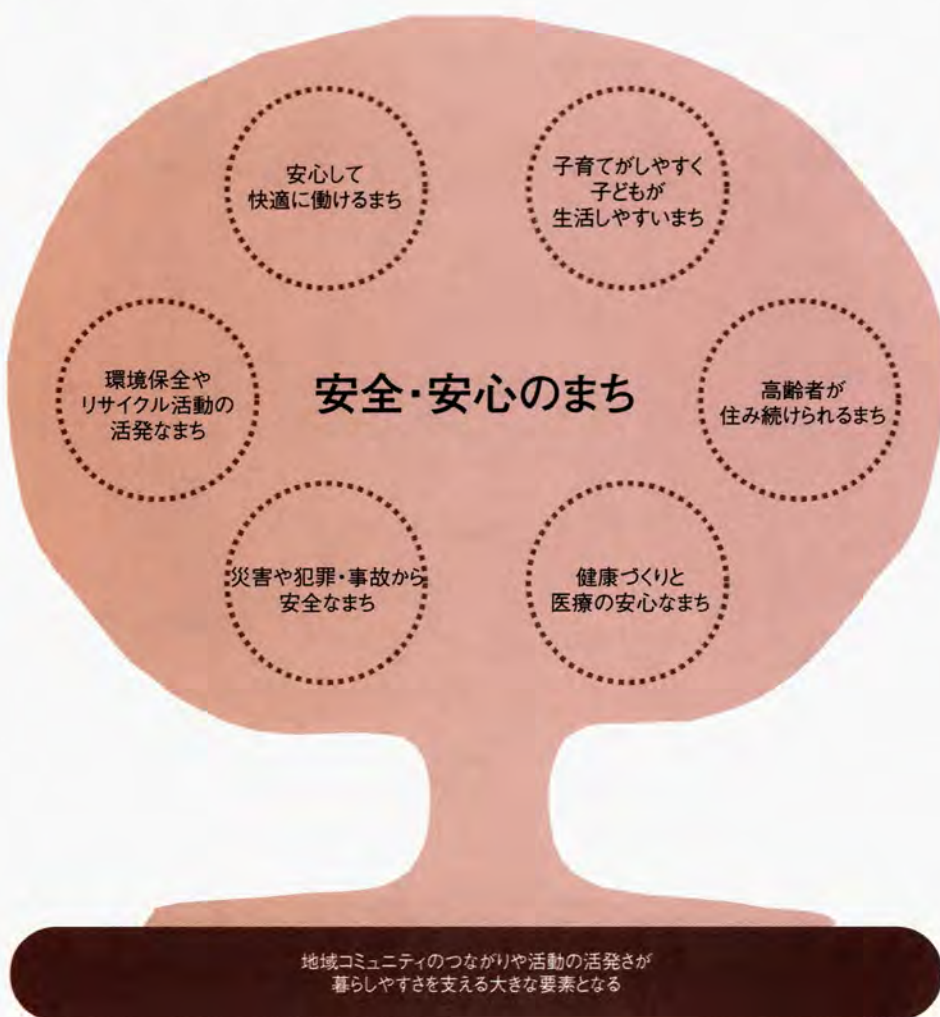 安心して
快適に働けるまち
子育てがしやすく
子どもが
生活しやすいまち
環境保全や
リサイクル活動の
活発なまち
安全・安心のまち
高齢者が
住み続けられるまち
災害や犯罪・事故から
安全なまち
健康づくりと
医療の安心なまち
地域コミュニティのつながりや活動の活発さが
暮らしやすさを支える大きな要素となる